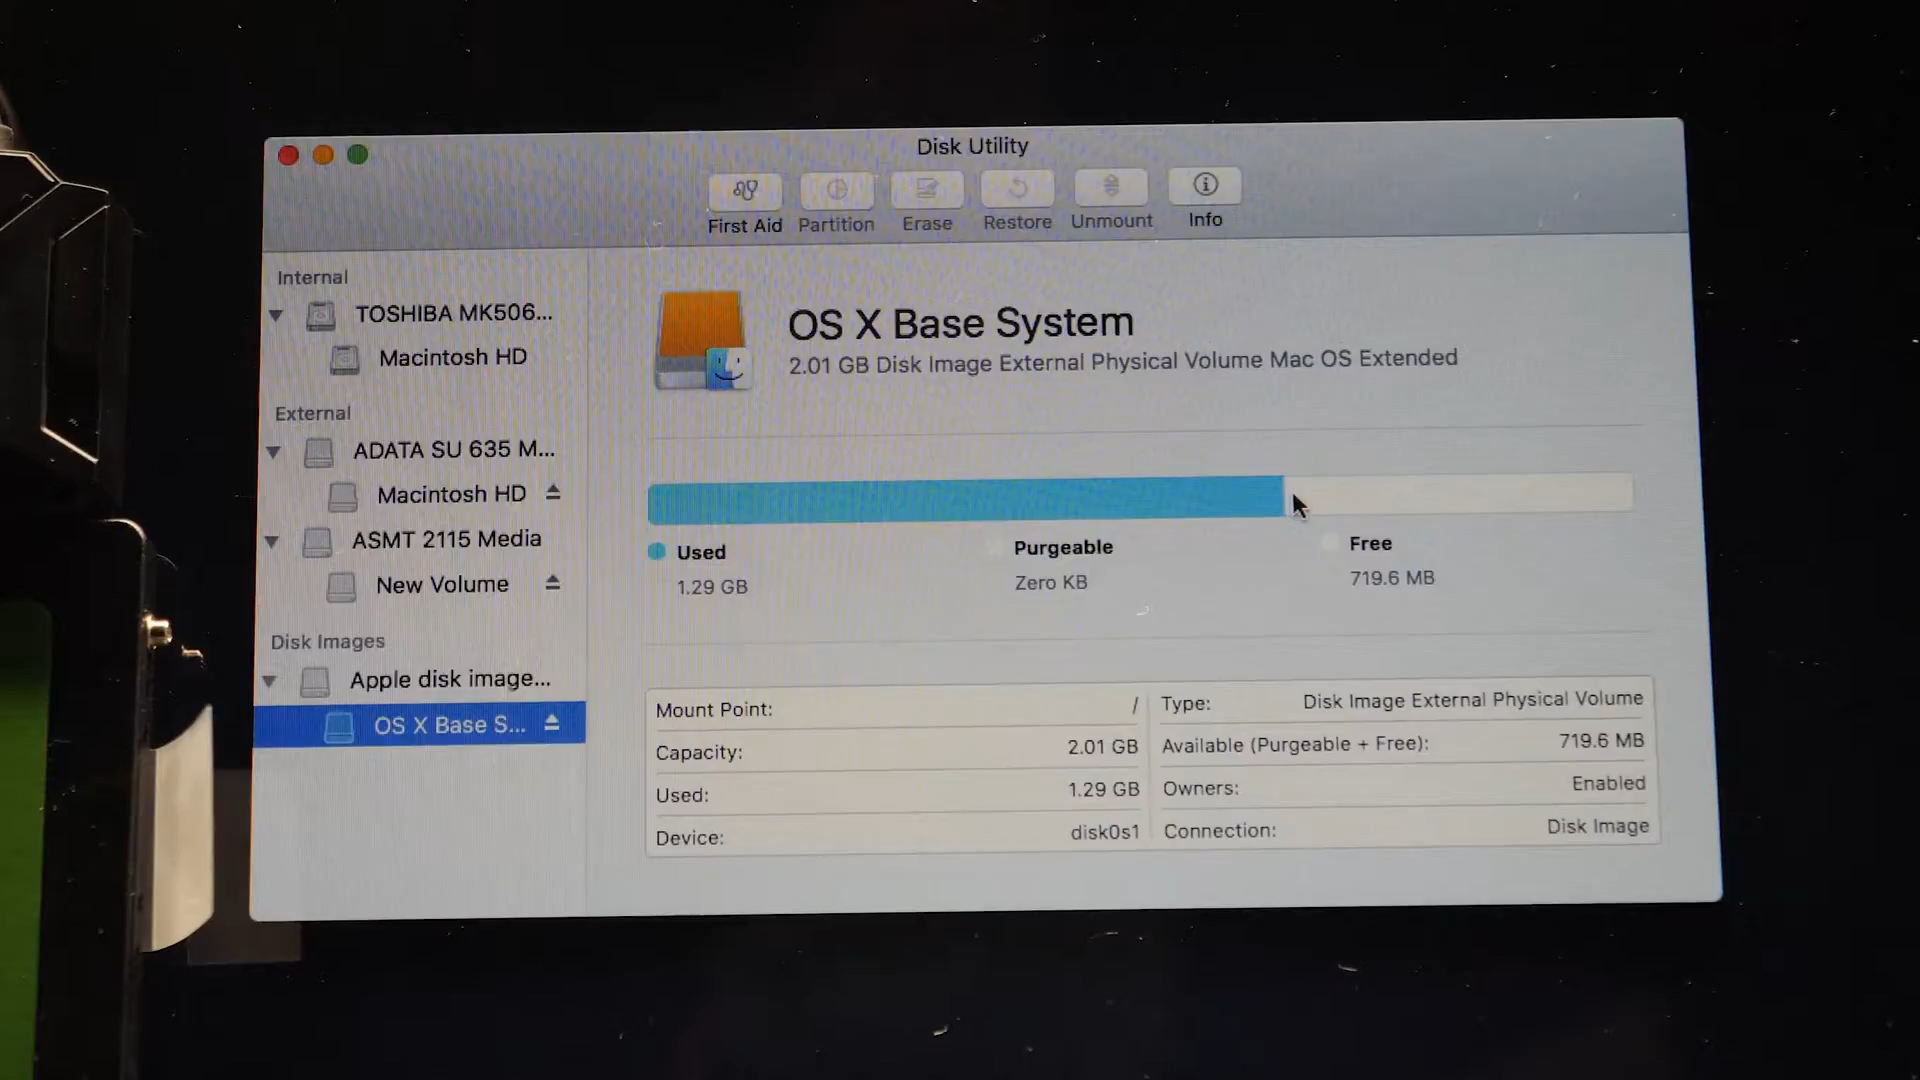 Disk Utility
First Aid
Partition
Erase
Restore
Unmount
Info
Internal
TOSHIBA MK506...
Macintosh HD
External
ADATA SU 635 M...
Macintosh HD
ASMT 2115 Media
New Volume
Disk Images
Apple disk image...
OS X Base S...
OS X Base System
2.01 GB Disk Image External Physical Volume Mac OS Extended
Used
1.29 GB
Purgeable
Zero KB
Free
719.6 MB
Mount Point: /
Capacity: 2.01 GB
Used: 1.29 GB
Device: disk0s1
Type: Disk Image External Physical Volume
Available (Purgeable + Free): 719.6 MB
Owners: Enabled
Connection: Disk Image